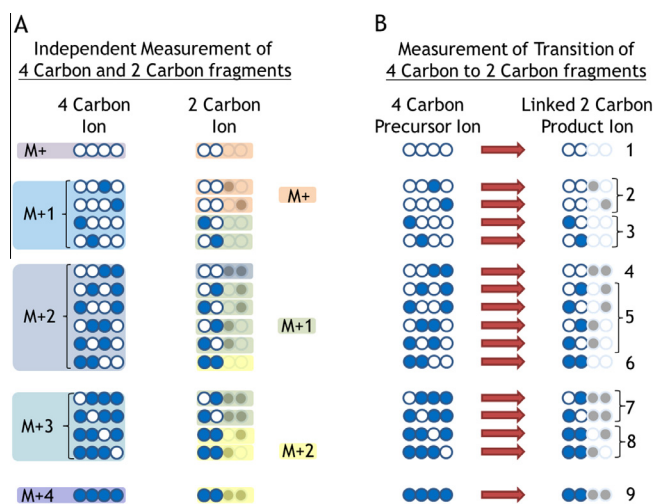 A
Independent Measurement of
4 Carbon and 2 Carbon fragments
4 Carbon
Ion
2 Carbon
Ion
M+
M+1
M+2
M+3
M+4
M+
M+1
M+2
B
Measurement of Transition of
4 Carbon to 2 Carbon fragments
4 Carbon
Precursor Ion
Linked 2 Carbon
Product Ion
1
2
3
4
5
6
7
8
9